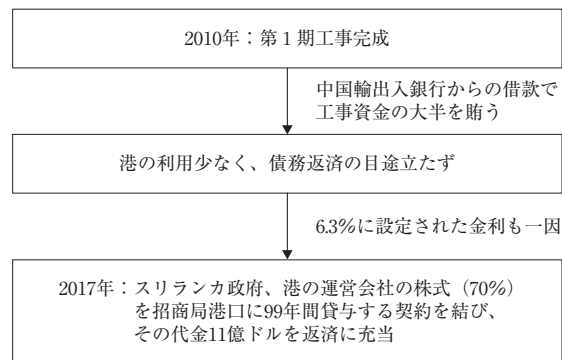 2010年：第１期工事完成
中国輸出入銀行からの借款で
工事資金の大半を賄う
港の利用少なく、債務返済の目途立たず
6.3％に設定された金利も一因
2017年：スリランカ政府、港の運営会社の株式（70％）
を招商局港口に99年間貸与する契約を結び、
その代金11億ドルを返済に充当